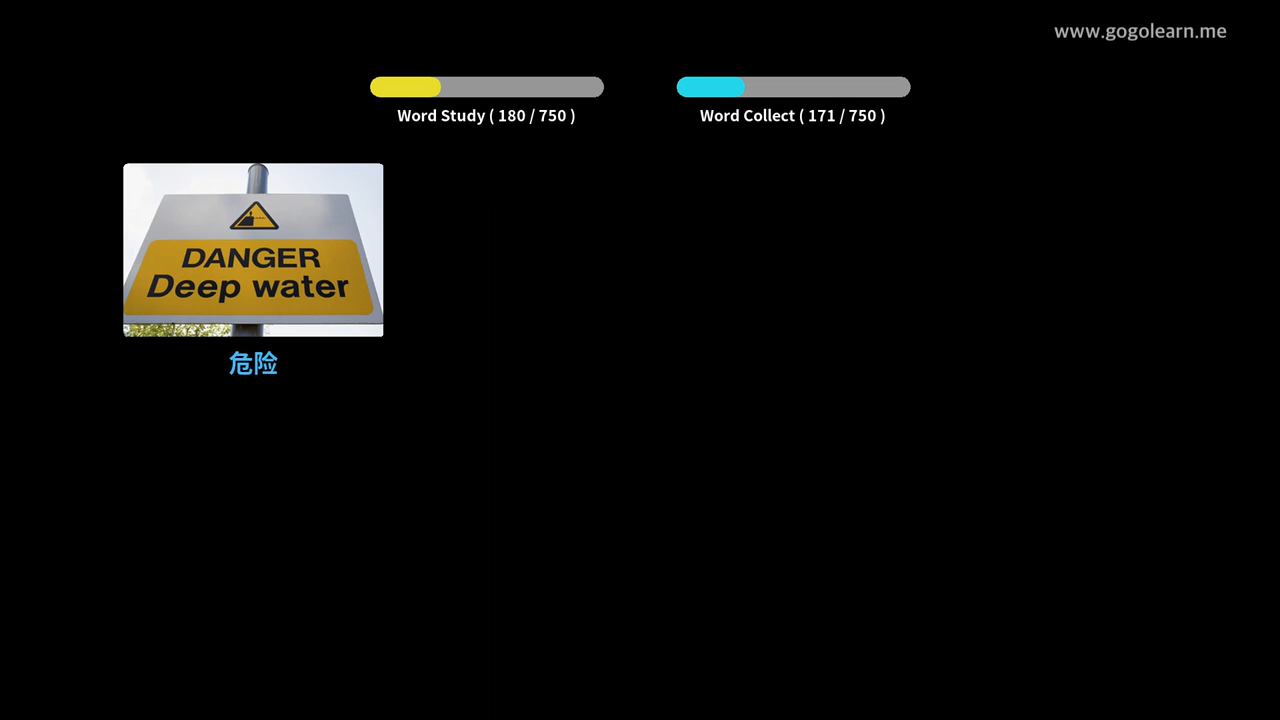 www.gogolearn.me
Word Study ( 180 / 750 )
Word Collect ( 171 / 750 )
DANGER
Deep water
危险